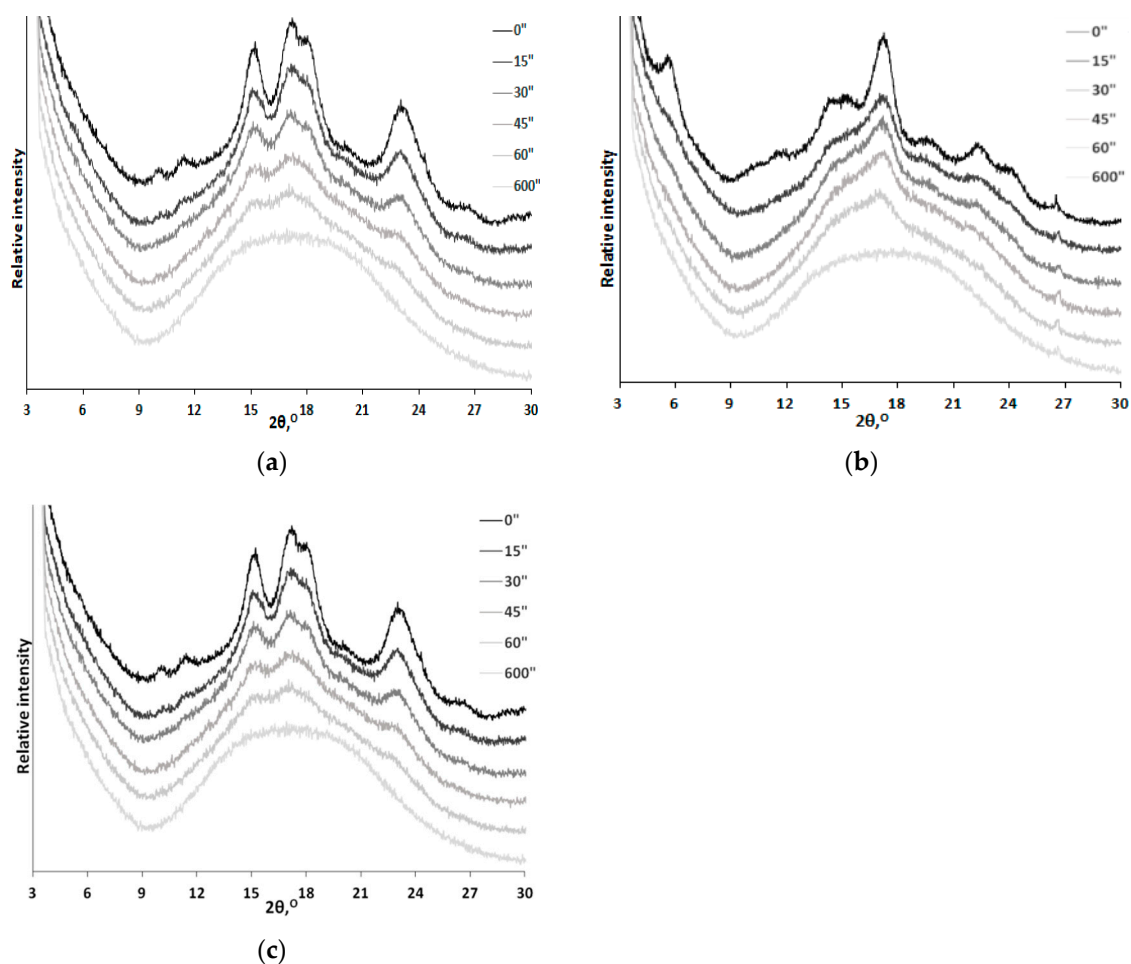 0"
15"
30"
45"
60"
600"
Relative intensity
3 6 9 12 15 18 21 24 27 30
2θ,°
(a)
0"
15"
30"
45"
60"
600"
Relative intensity
3 6 9 12 15 18 21 24 27 30
2θ,°
(b)
0"
15"
30"
45"
60"
600"
Relative intensity
3 6 9 12 15 18 21 24 27 30
2θ,°
(c)